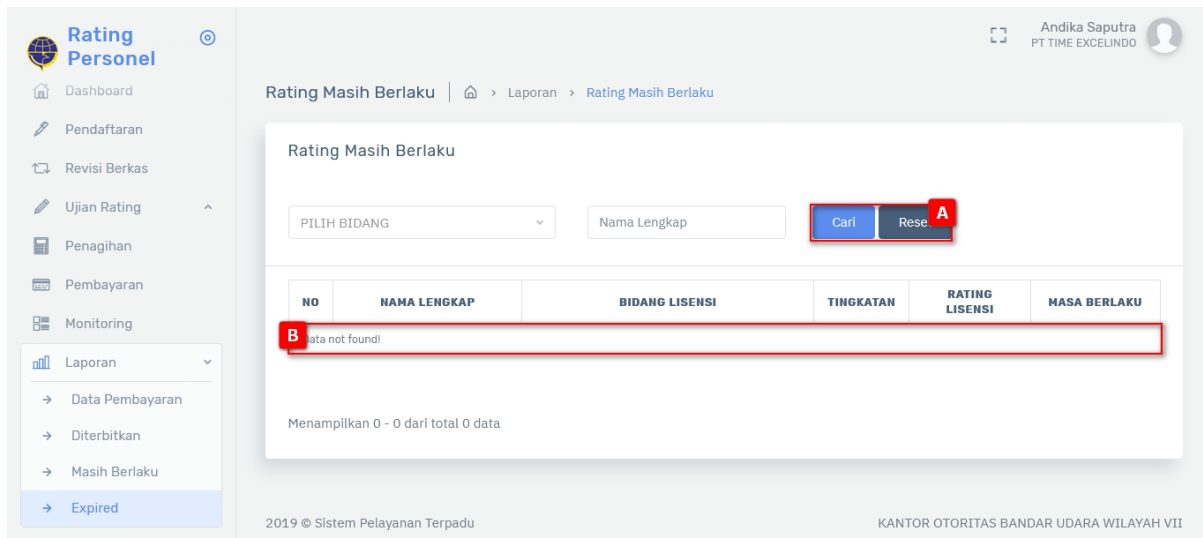 Rating
Personel
Dashboard
Pendaftaran
Revisi Berkas
Ujian Rating
Penagihan
Pembayaran
Monitoring
Laporan
Data Pembayaran
Diterbitkan
Masih Berlaku
Expired
Andika Saputra
PT TIME EXCELINDO
Rating Masih Berlaku | > Laporan > Rating Masih Berlaku
Rating Masih Berlaku
PILIH BIDANG Nama Lengkap Cari Rese A
NO NAMA LENGKAP BIDANG LISENSI TINGKATAN RATING LISENSI MASA BERLAKU
B ata not found!
Menampilkan 0 - 0 dari total 0 data
2019 © Sistem Pelayanan Terpadu KANTOR OTORITAS BANDAR UDARA WILAYAH VII